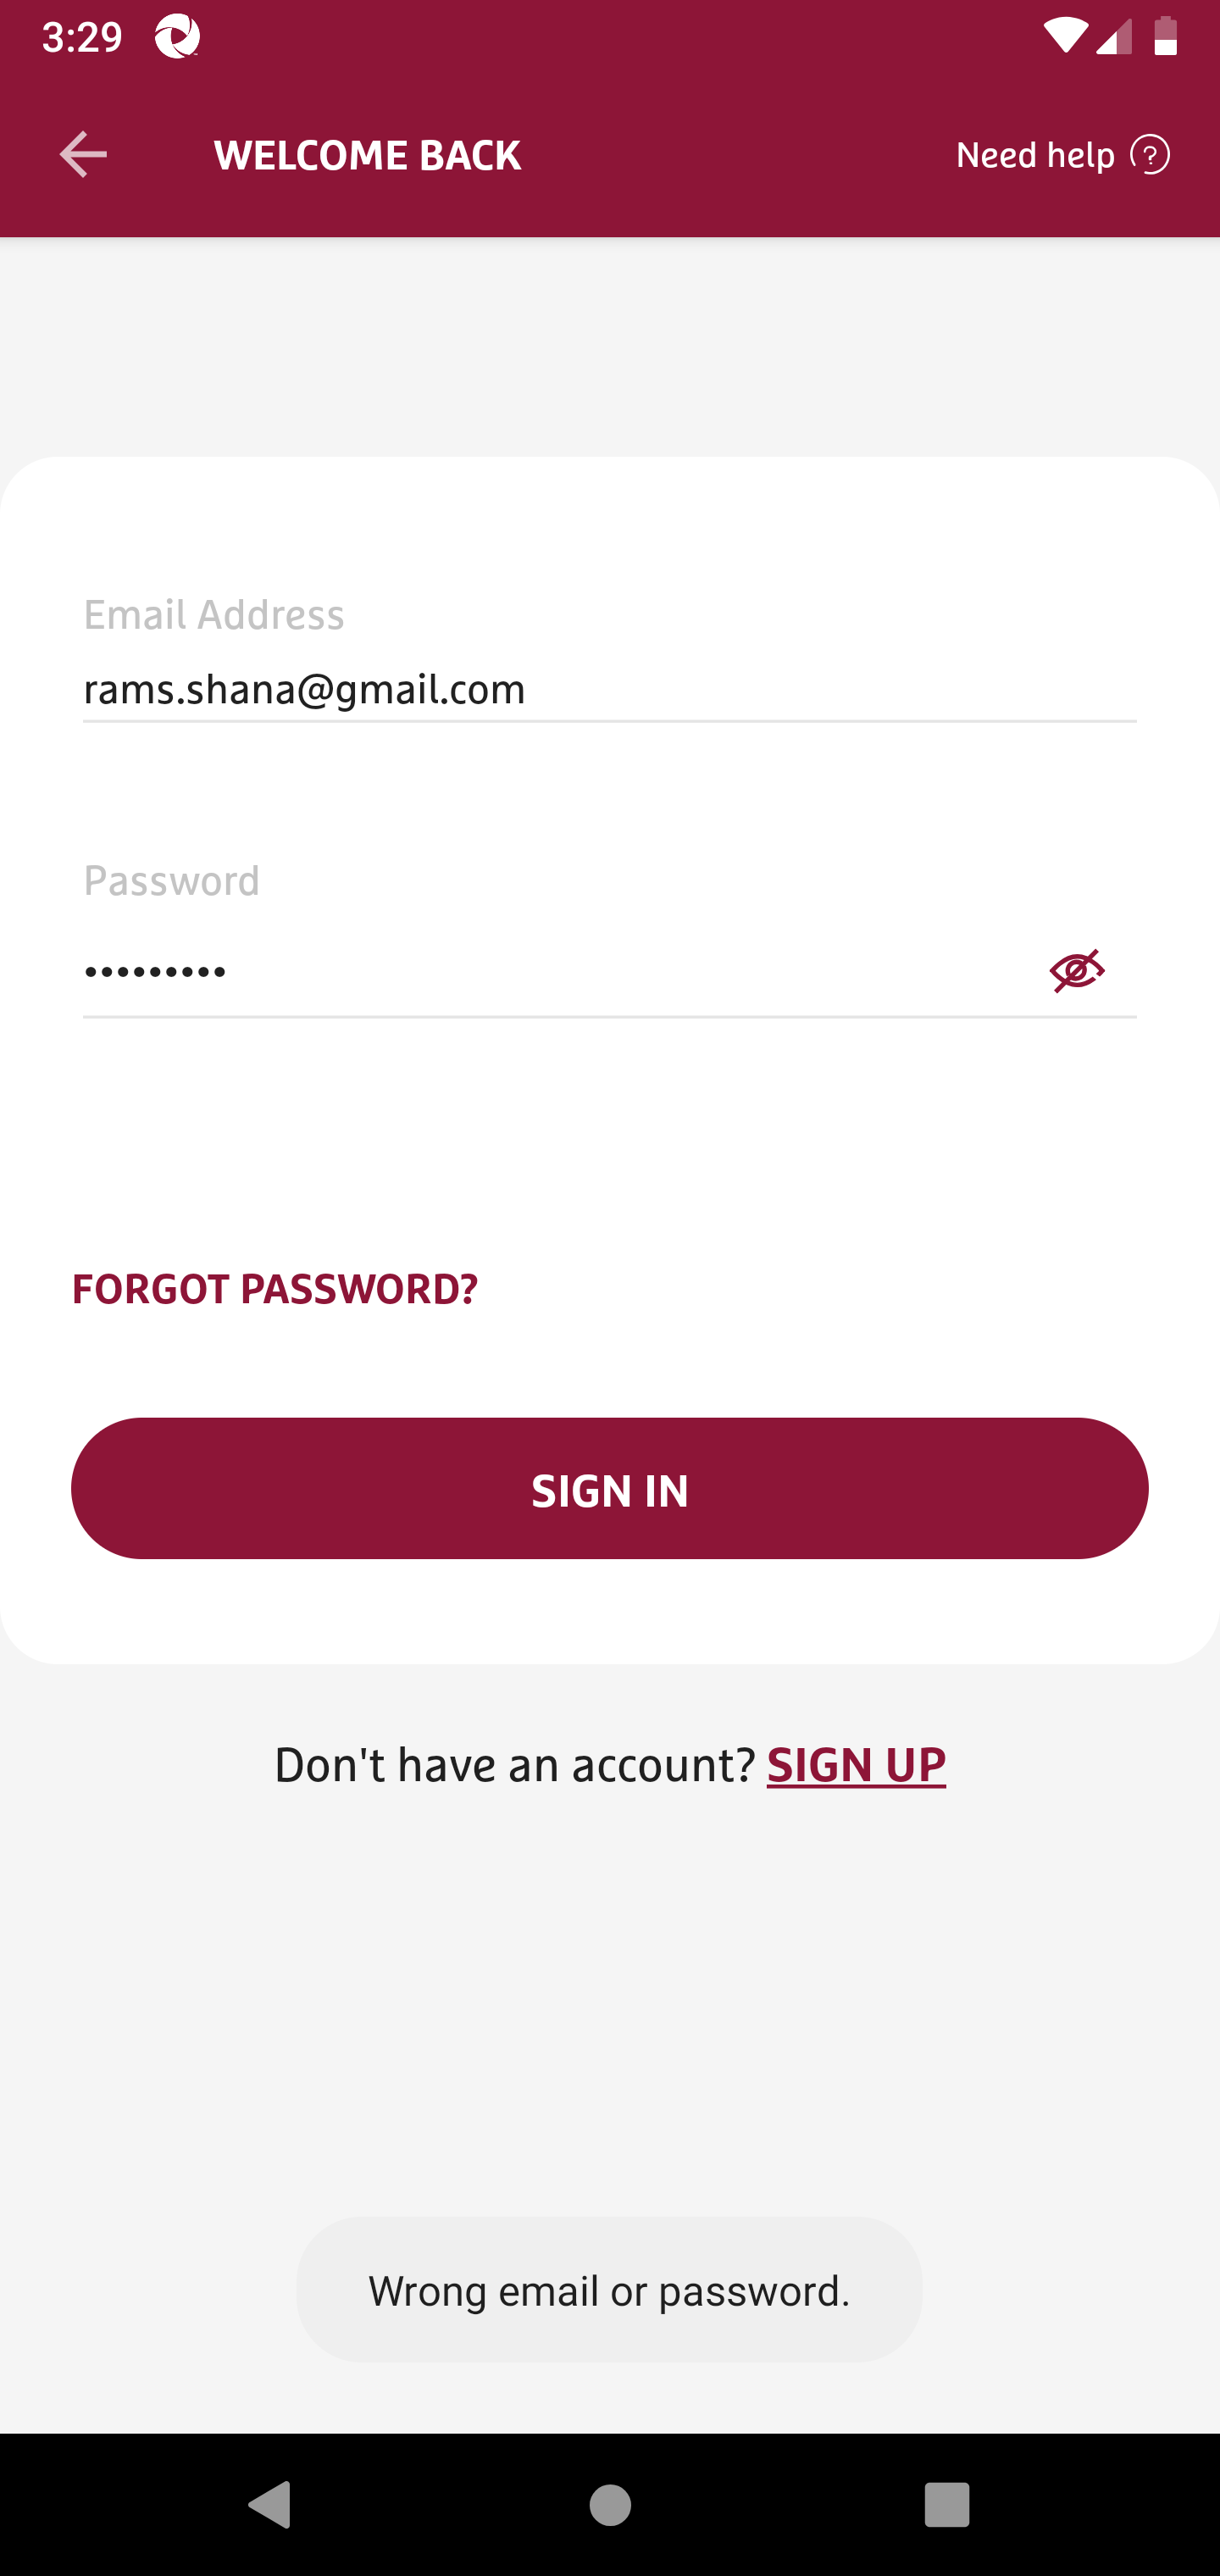 3:29
WELCOME BACK
Need help ?
Email Address
rams.shana@gmail.com
Password
•••••••••
FORGOT PASSWORD?
SIGN IN
Don't have an account? SIGN UP
Wrong email or password.